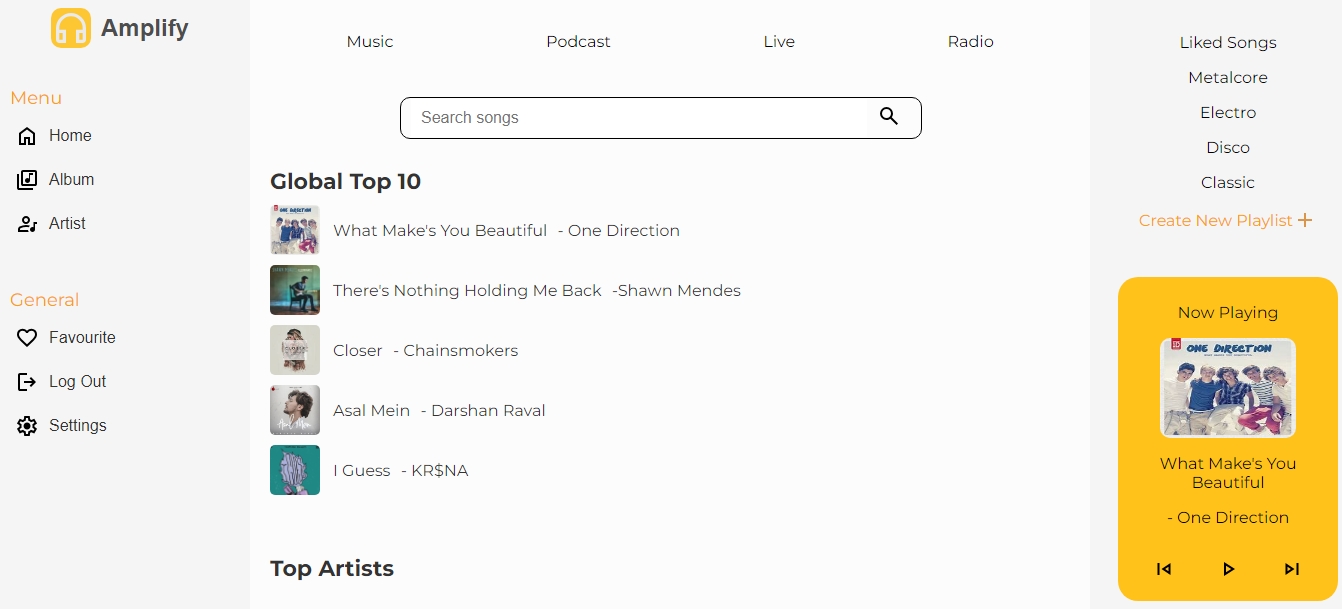 Amplify
Menu
Home
Album
Artist
General
Favourite
Log Out
Settings
Music Podcast Live Radio
Search songs
Global Top 10
What Make's You Beautiful - One Direction
There's Nothing Holding Me Back -Shawn Mendes
Closer - Chainsmokers
Asal Mein - Darshan Raval
I Guess - KR$NA
Top Artists
Liked Songs
Metalcore
Electro
Disco
Classic
Create New Playlist +
Now Playing
1D ONE DIRECTION
What Make's You
Beautiful
- One Direction